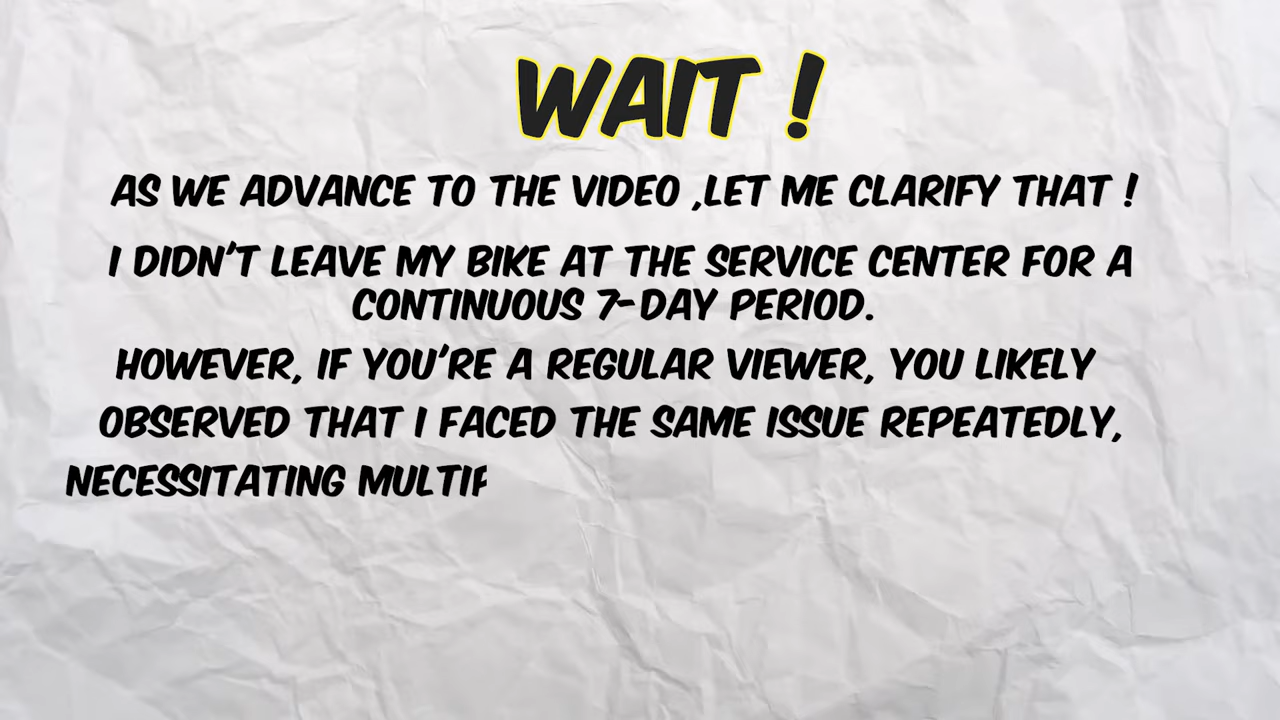 WAIT !
AS WE ADVANCE TO THE VIDEO ,LET ME CLARIFY THAT !
I DIDN'T LEAVE MY BIKE AT THE SERVICE CENTER FOR A
CONTINUOUS 7-DAY PERIOD.
HOWEVER, IF YOU'RE A REGULAR VIEWER, YOU LIKELY
OBSERVED THAT I FACED THE SAME ISSUE REPEATEDLY,
NECESSITATING